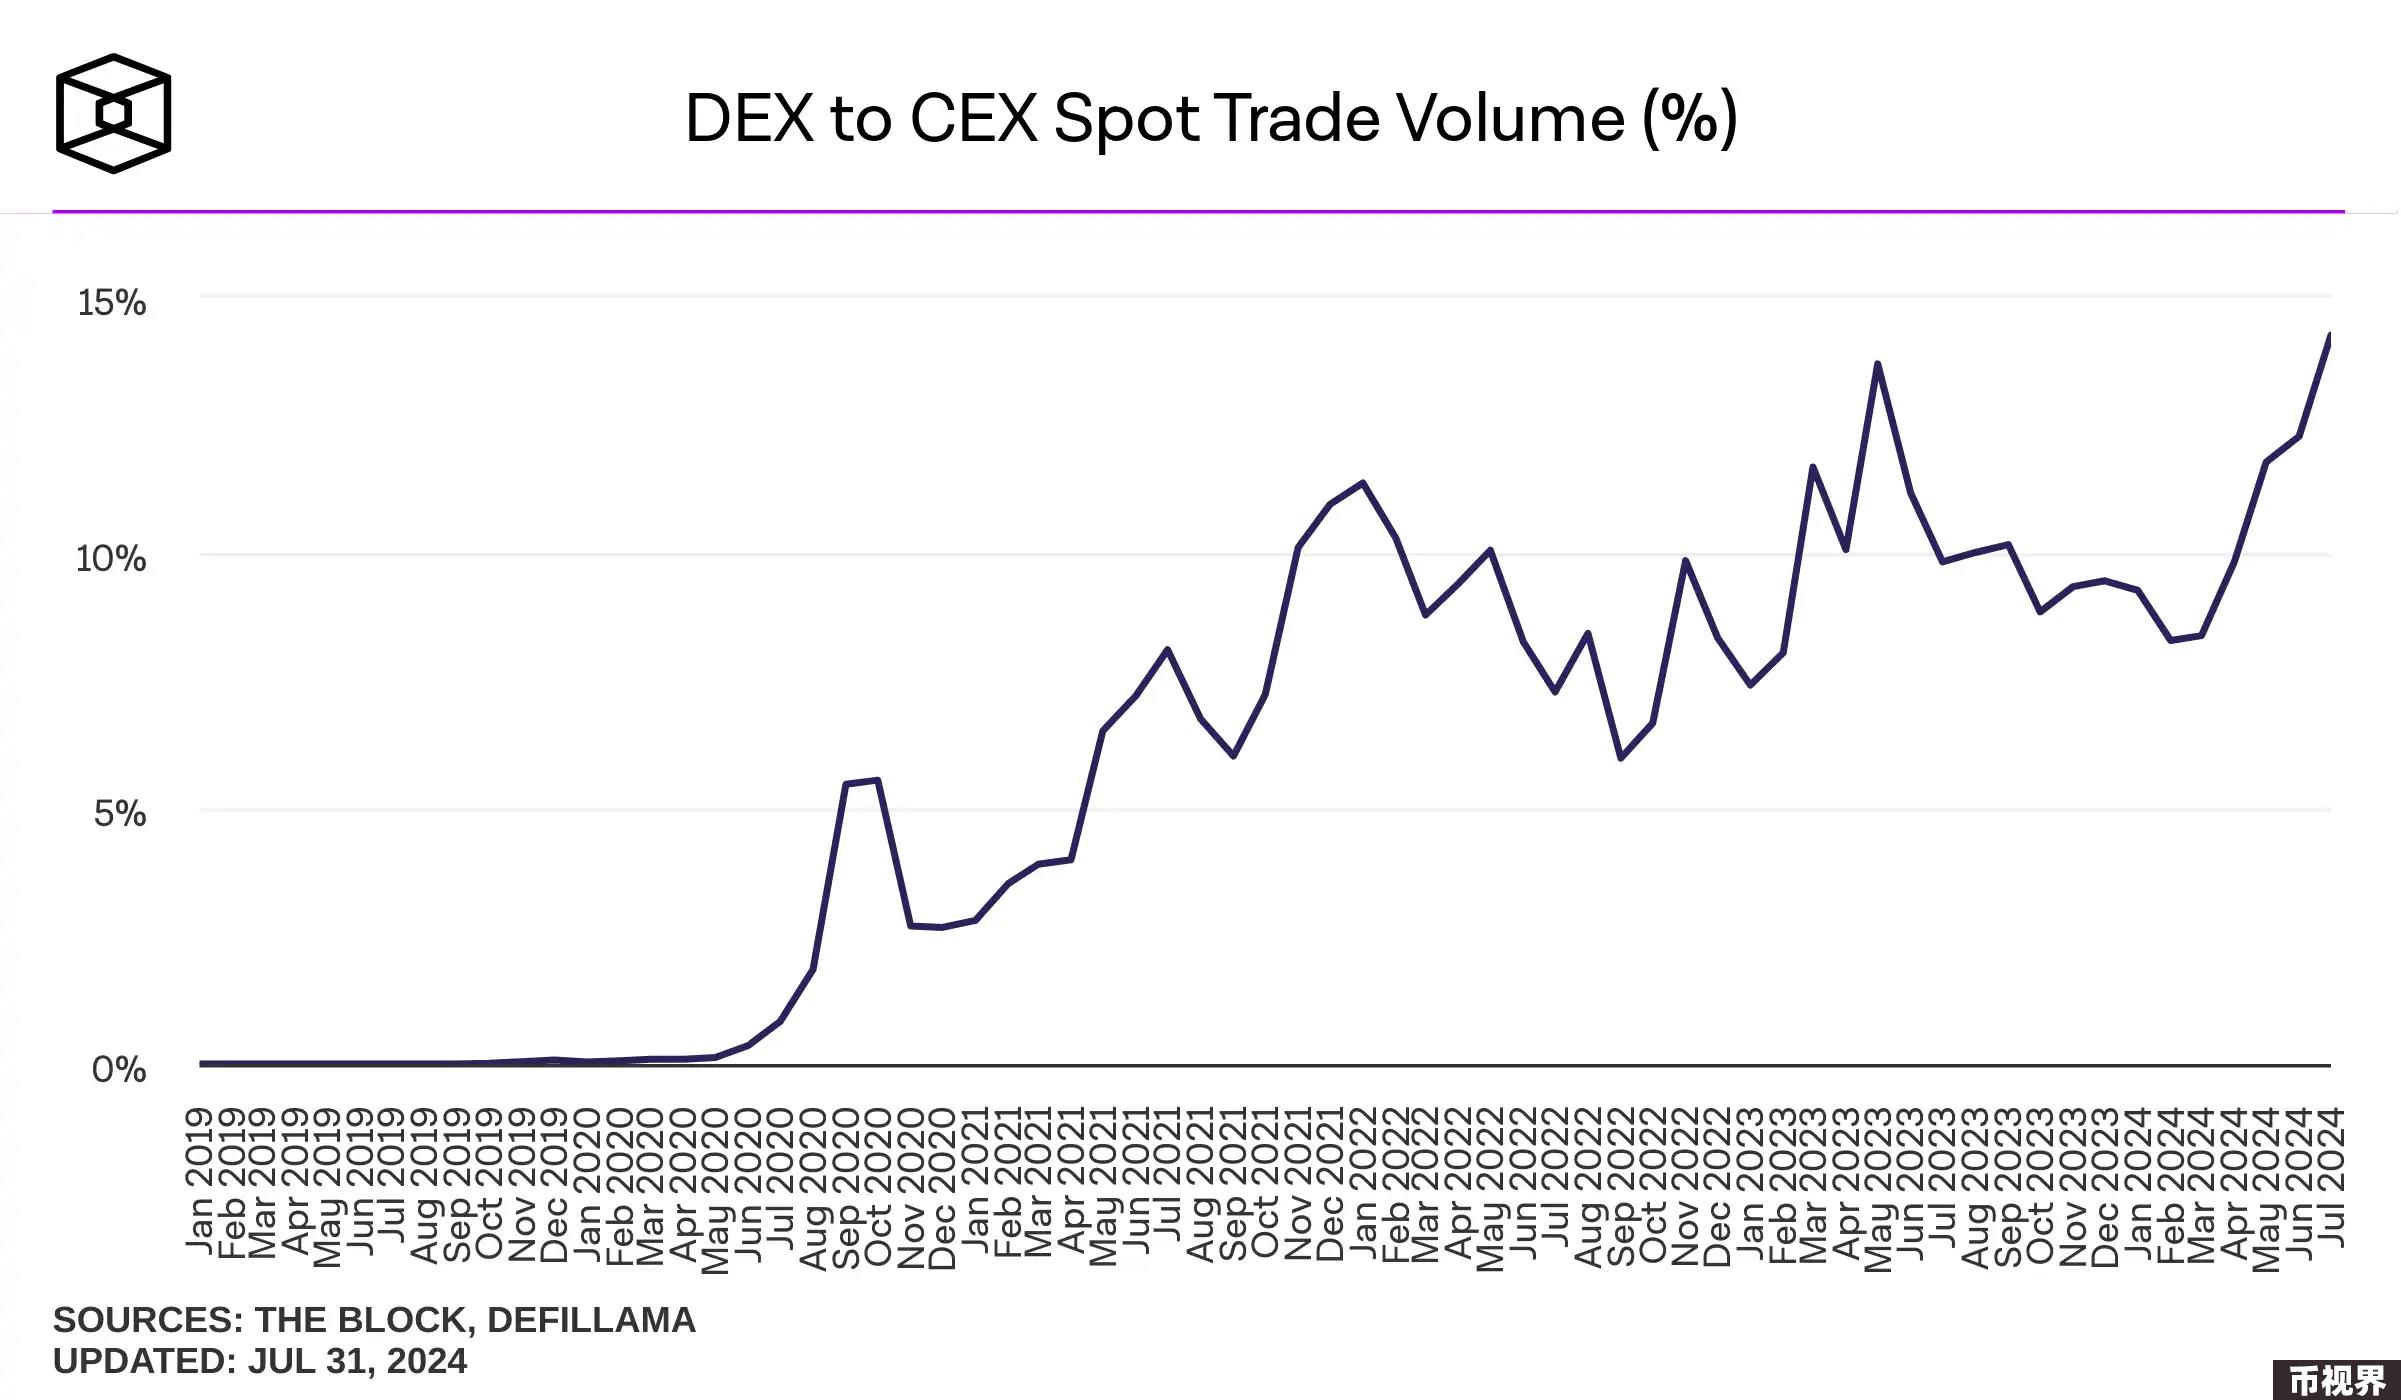 DEX to CEX Spot Trade Volume (%)
15%
10%
5%
0%
Jan 2019
Feb 2019
Mar 2019
Apr 2019
May 2019
Jun 2019
Jul 2019
Aug 2019
Sep 2019
Oct 2019
Nov 2019
Dec 2019
Jan 2020
Feb 2020
Mar 2020
Apr 2020
May 2020
Jun 2020
Jul 2020
Aug 2020
Sep 2020
Oct 2020
Nov 2020
Dec 2020
Jan 2021
Feb 2021
Mar 2021
Apr 2021
May 2021
Jun 2021
Jul 2021
Aug 2021
Sep 2021
Oct 2021
Nov 2021
Dec 2021
Jan 2022
Feb 2022
Mar 2022
Apr 2022
May 2022
Jun 2022
Jul 2022
Aug 2022
Sep 2022
Oct 2022
Nov 2022
Dec 2022
Jan 2023
Feb 2023
Mar 2023
Apr 2023
May 2023
Jun 2023
Jul 2023
Aug 2023
Sep 2023
Oct 2023
Nov 2023
Dec 2023
Jan 2024
Feb 2024
Mar 2024
Apr 2024
May 2024
Jun 2024
Jul 2024
SOURCES: THE BLOCK, DEFILLAMA
UPDATED: JUL 31, 2024
币视界